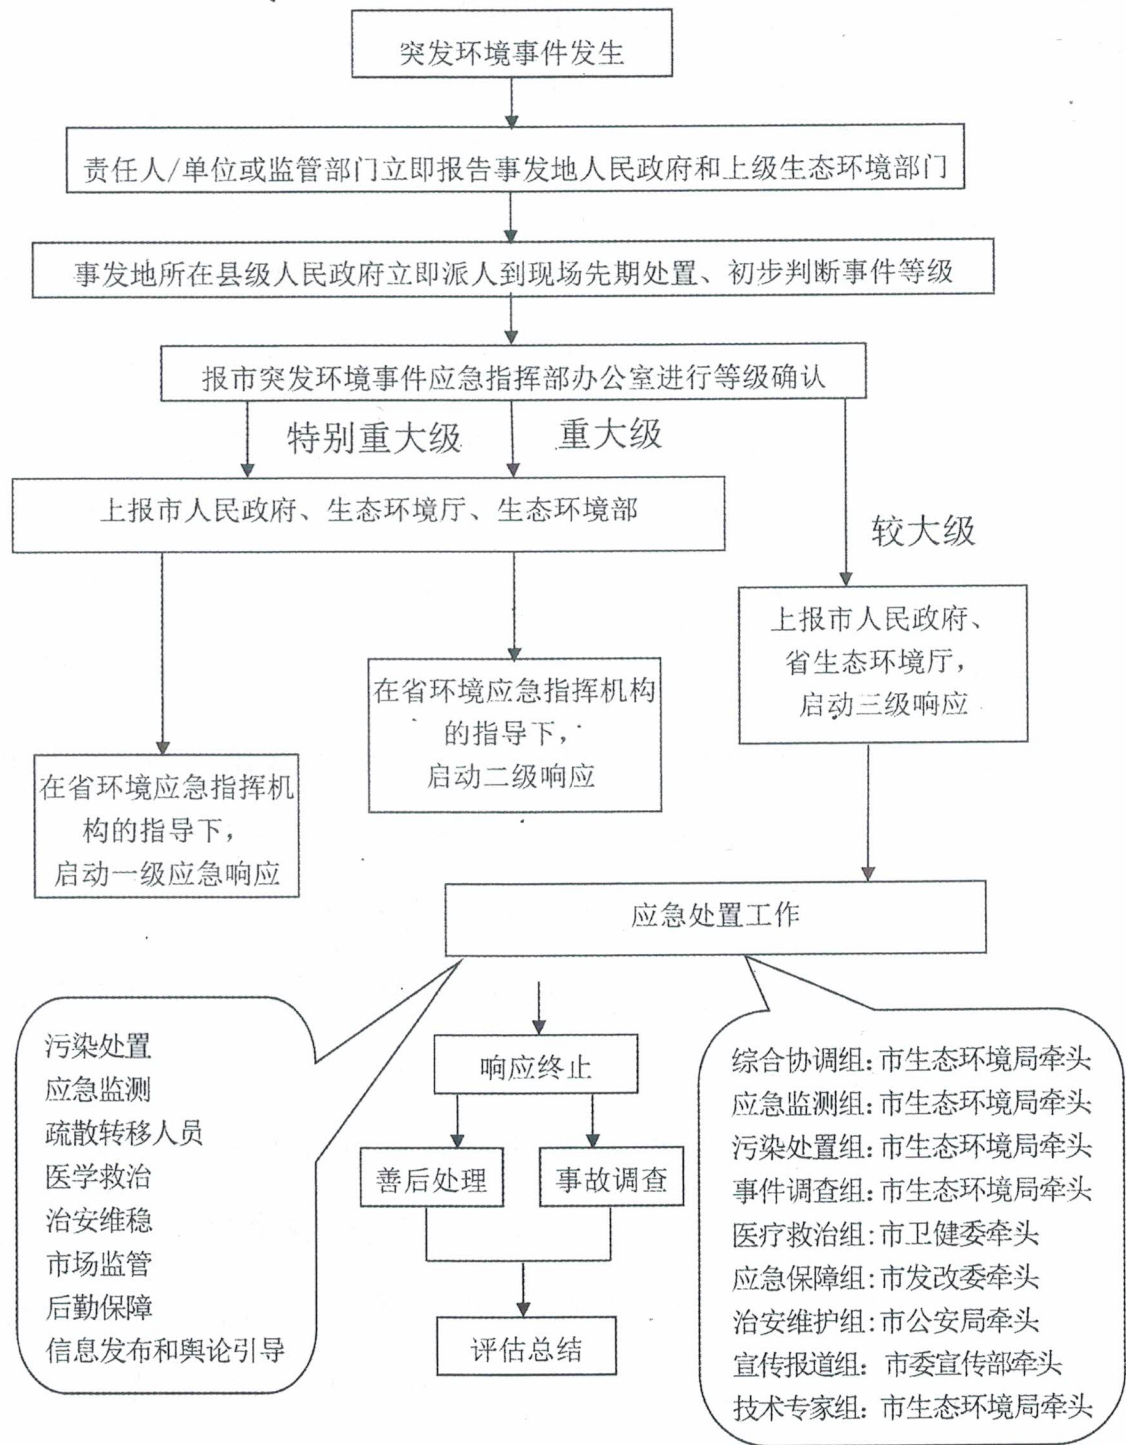 突发环境事件发生
责任人/单位或监管部门立即报告事发地人民政府和上级生态环境部门
事发地所在县级人民政府立即派人到现场先期处置、初步判断事件等级
报市突发环境事件应急指挥部办公室进行等级确认
特别重大级
重大级
上报市人民政府、生态环境厅、生态环境部
较大级
上报市人民政府、
省生态环境厅，
启动三级响应
在省环境应急指挥机构
的指导下，
启动二级响应
在省环境应急指挥机
构的指导下，
启动一级应急响应
应急处置工作
污染处置
应急监测
疏散转移人员
医学救治
治安维稳
市场监管
后勤保障
信息发布和舆论引导
响应终止
善后处理
事故调查
评估总结
综合协调组：市生态环境局牵头
应急监测组：市生态环境局牵头
污染处置组：市生态环境局牵头
事件调查组：市生态环境局牵头
医疗救治组：市卫健委牵头
应急保障组：市发改委牵头
治安维护组：市公安局牵头
宣传报道组： 市委宣传部牵头
技术专家组：市生态环境局牵头